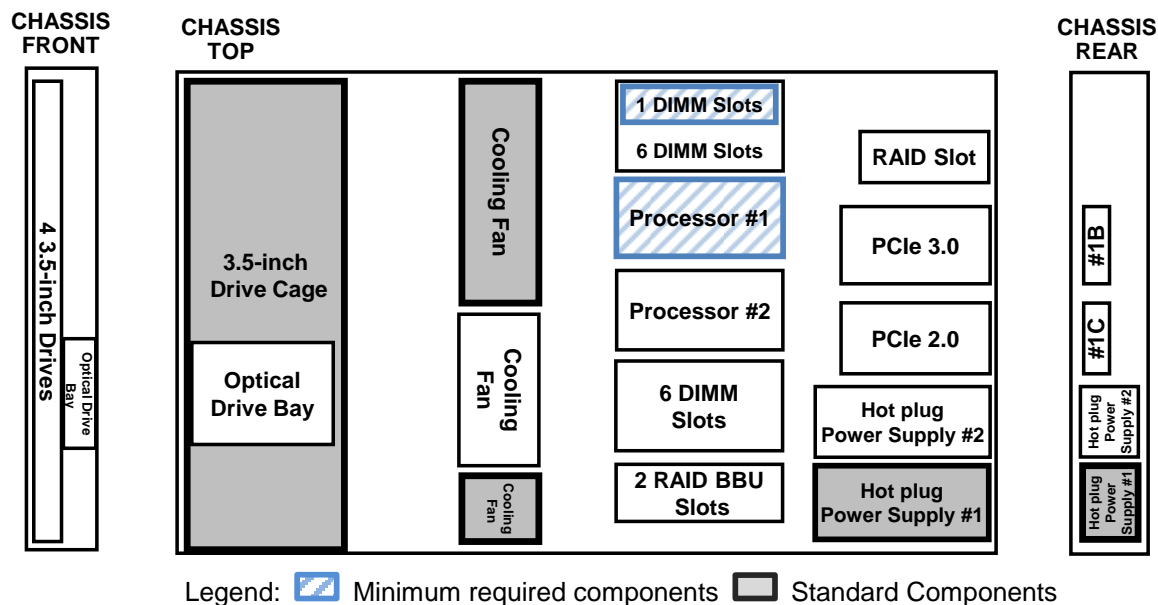 CHASSIS
FRONT
4 3.5-inch Drives
Optical Drive
Bay
CHASSIS
TOP
3.5-inch
Drive Cage
Optical
Drive Bay
Cooling Fan
Cooling
Fan
Cooling
Fan
1 DIMM Slots
6 DIMM Slots
Processor #1
Processor #2
6 DIMM
Slots
2 RAID BBU
Slots
RAID Slot
PCIe 3.0
PCIe 2.0
Hot plug
Power Supply #2
Hot plug
Power Supply #1
CHASSIS
REAR
#1B
#1C
Hot plug
Power
Supply #2
Hot plug
Power
Supply #1
Legend: Minimum required components Standard Components